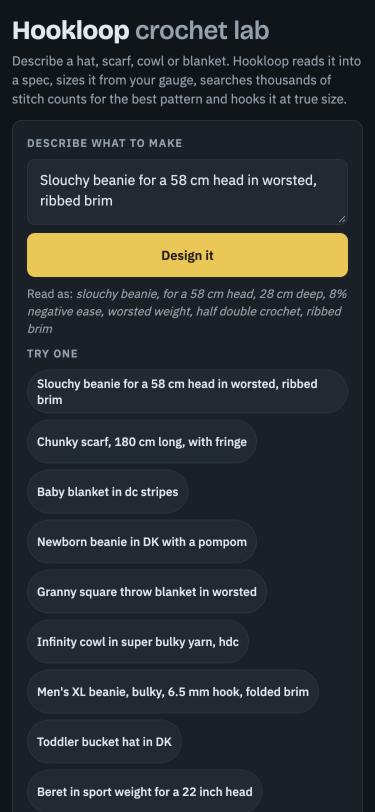 Hookloop crochet lab
Describe a hat, scarf, cowl or blanket. Hookloop reads it into
a spec, sizes it from your gauge, searches thousands of
stitch counts for the best pattern and hooks it at true size.
DESCRIBE WHAT TO MAKE
Slouchy beanie for a 58 cm head in worsted,
ribbed brim
Design it
Read as: slouchy beanie, for a 58 cm head, 28 cm deep, 8%
negative ease, worsted weight, half double crochet, ribbed
brim
TRY ONE
Slouchy beanie for a 58 cm head in worsted, ribbed
brim
Chunky scarf, 180 cm long, with fringe
Baby blanket in dc stripes
Newborn beanie in DK with a pompom
Granny square throw blanket in worsted
Infinity cowl in super bulky yarn, hdc
Men's XL beanie, bulky, 6.5 mm hook, folded brim
Toddler bucket hat in DK
Beret in sport weight for a 22 inch head